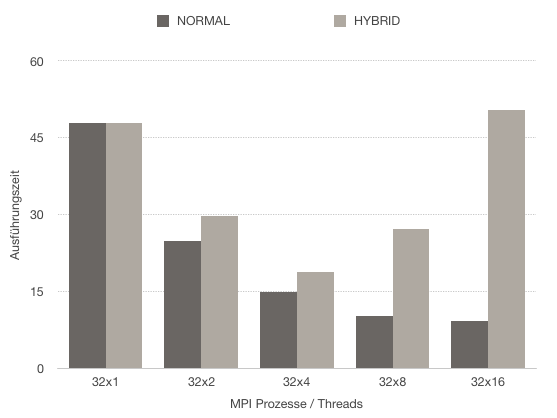 NORMAL HYBRID
60
45
30
15
0
Ausführungszeit
32x1 32x2 32x4 32x8 32x16
MPI Prozesse / Threads